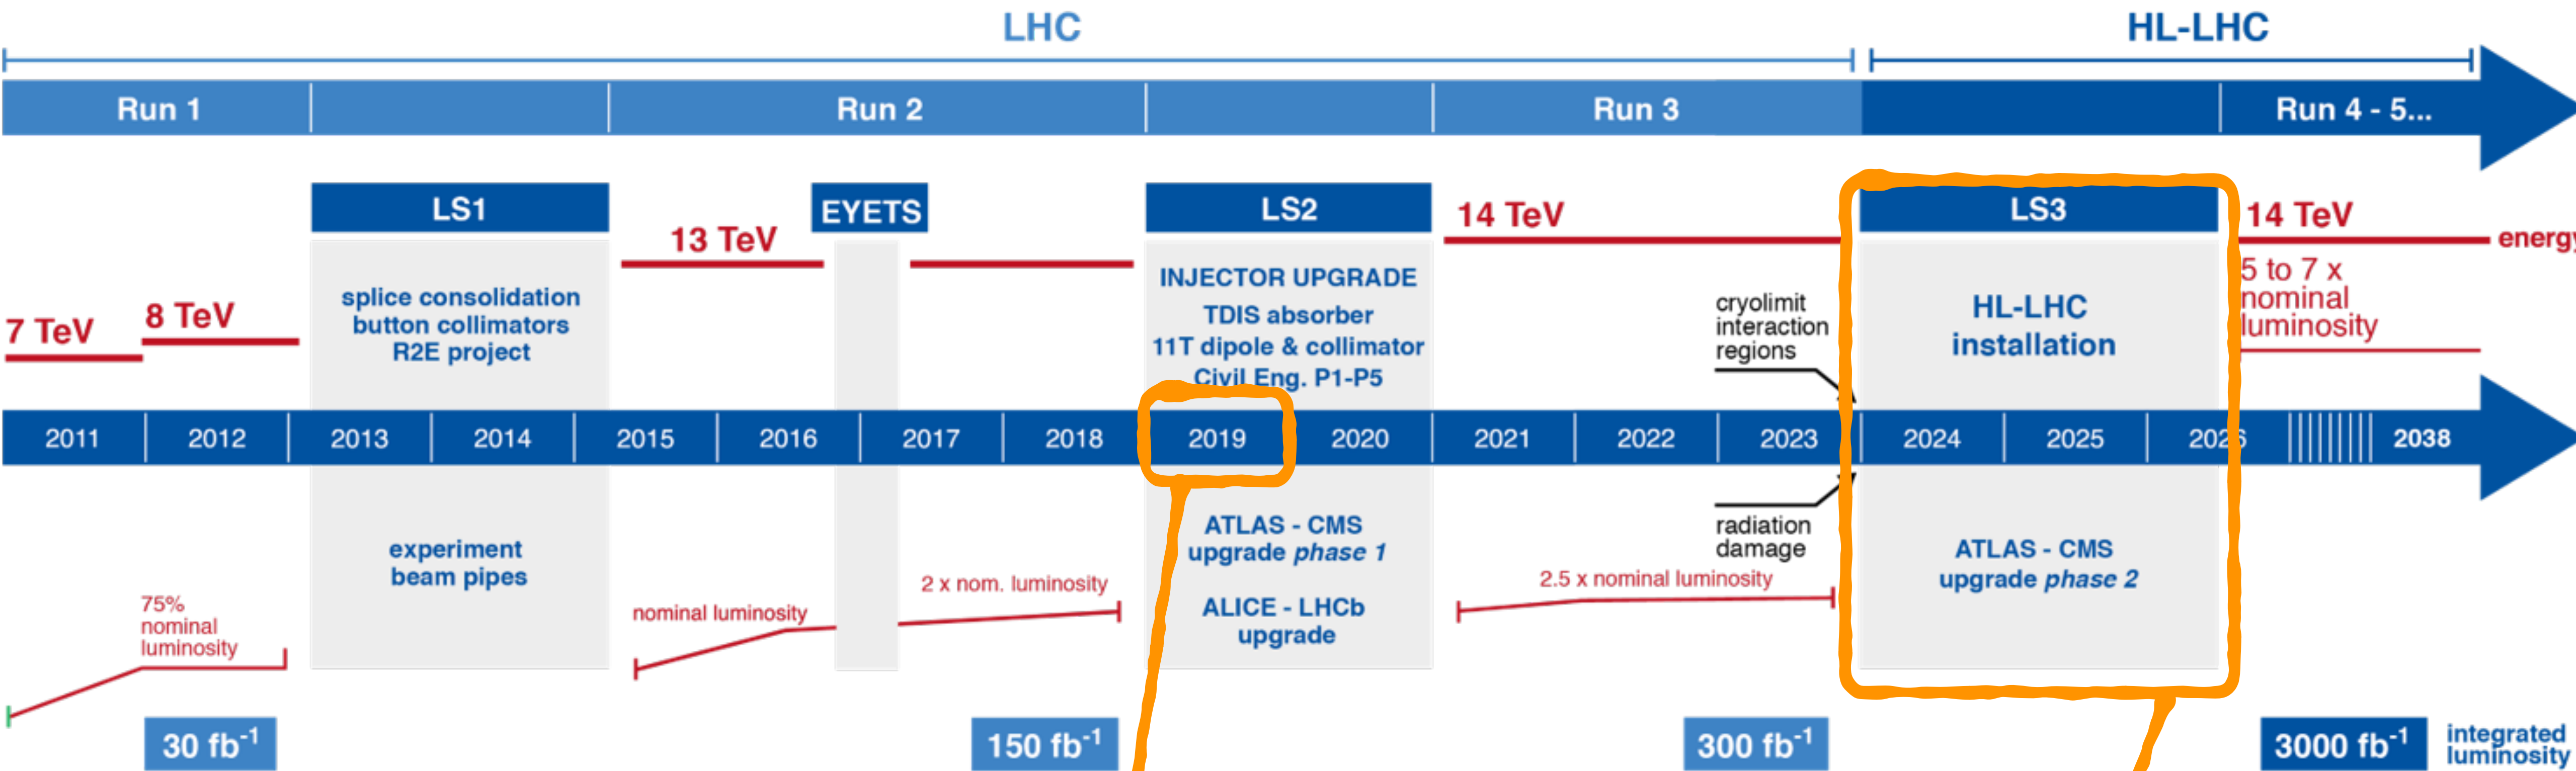 LHC
HL-LHC
Run 1
Run 2
Run 3
Run 4 - 5...
LS1
EYETS
LS2
LS3
7 TeV
8 TeV
13 TeV
14 TeV
14 TeV
energy
splice consolidation
button collimators
R2E project
INJECTOR UPGRADE
TDIS absorber
11T dipole & collimator
Civil Eng. P1-P5
cryolimit
interaction
regions
HL-LHC
installation
5 to 7 x
nominal
luminosity
2011
2012
2013
2014
2015
2016
2017
2018
2019
2020
2021
2022
2023
2024
2025
2026
2038
75%
nominal
luminosity
experiment
beam pipes
nominal luminosity
2 x nom. luminosity
ATLAS - CMS
upgrade phase 1
ALICE - LHCb
upgrade
2.5 x nominal luminosity
radiation
damage
ATLAS - CMS
upgrade phase 2
30 fb⁻¹
150 fb⁻¹
300 fb⁻¹
3000 fb⁻¹
integrated
luminosity